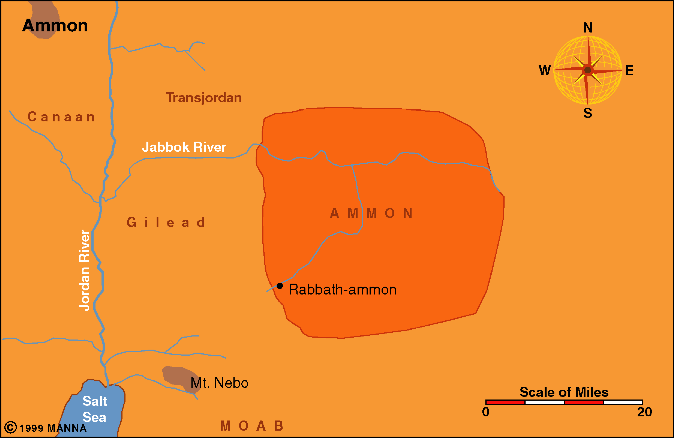 Ammon
N
W E
S
Transjordan
Canaan
Jabbok River
AMMON
Gilead
Jordan River
Rabbath-ammon
Mt. Nebo
Salt
Sea
Scale of Miles
0 20
MOAB
© 1999 MANNA